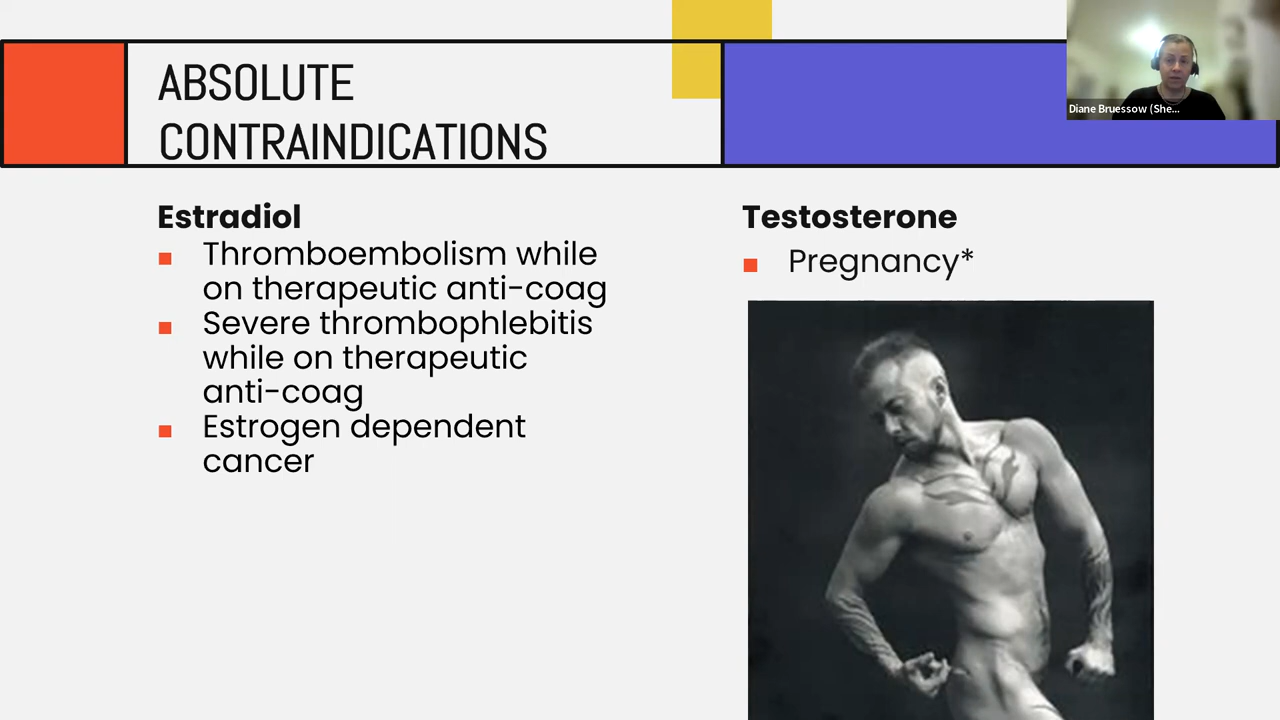 ABSOLUTE
CONTRAINDICATIONS
Diane Bruessow (She...
Estradiol
Thromboembolism while
on therapeutic anti-coag
Severe thrombophlebitis
while on therapeutic
anti-coag
Estrogen dependent
cancer
Testosterone
Pregnancy*